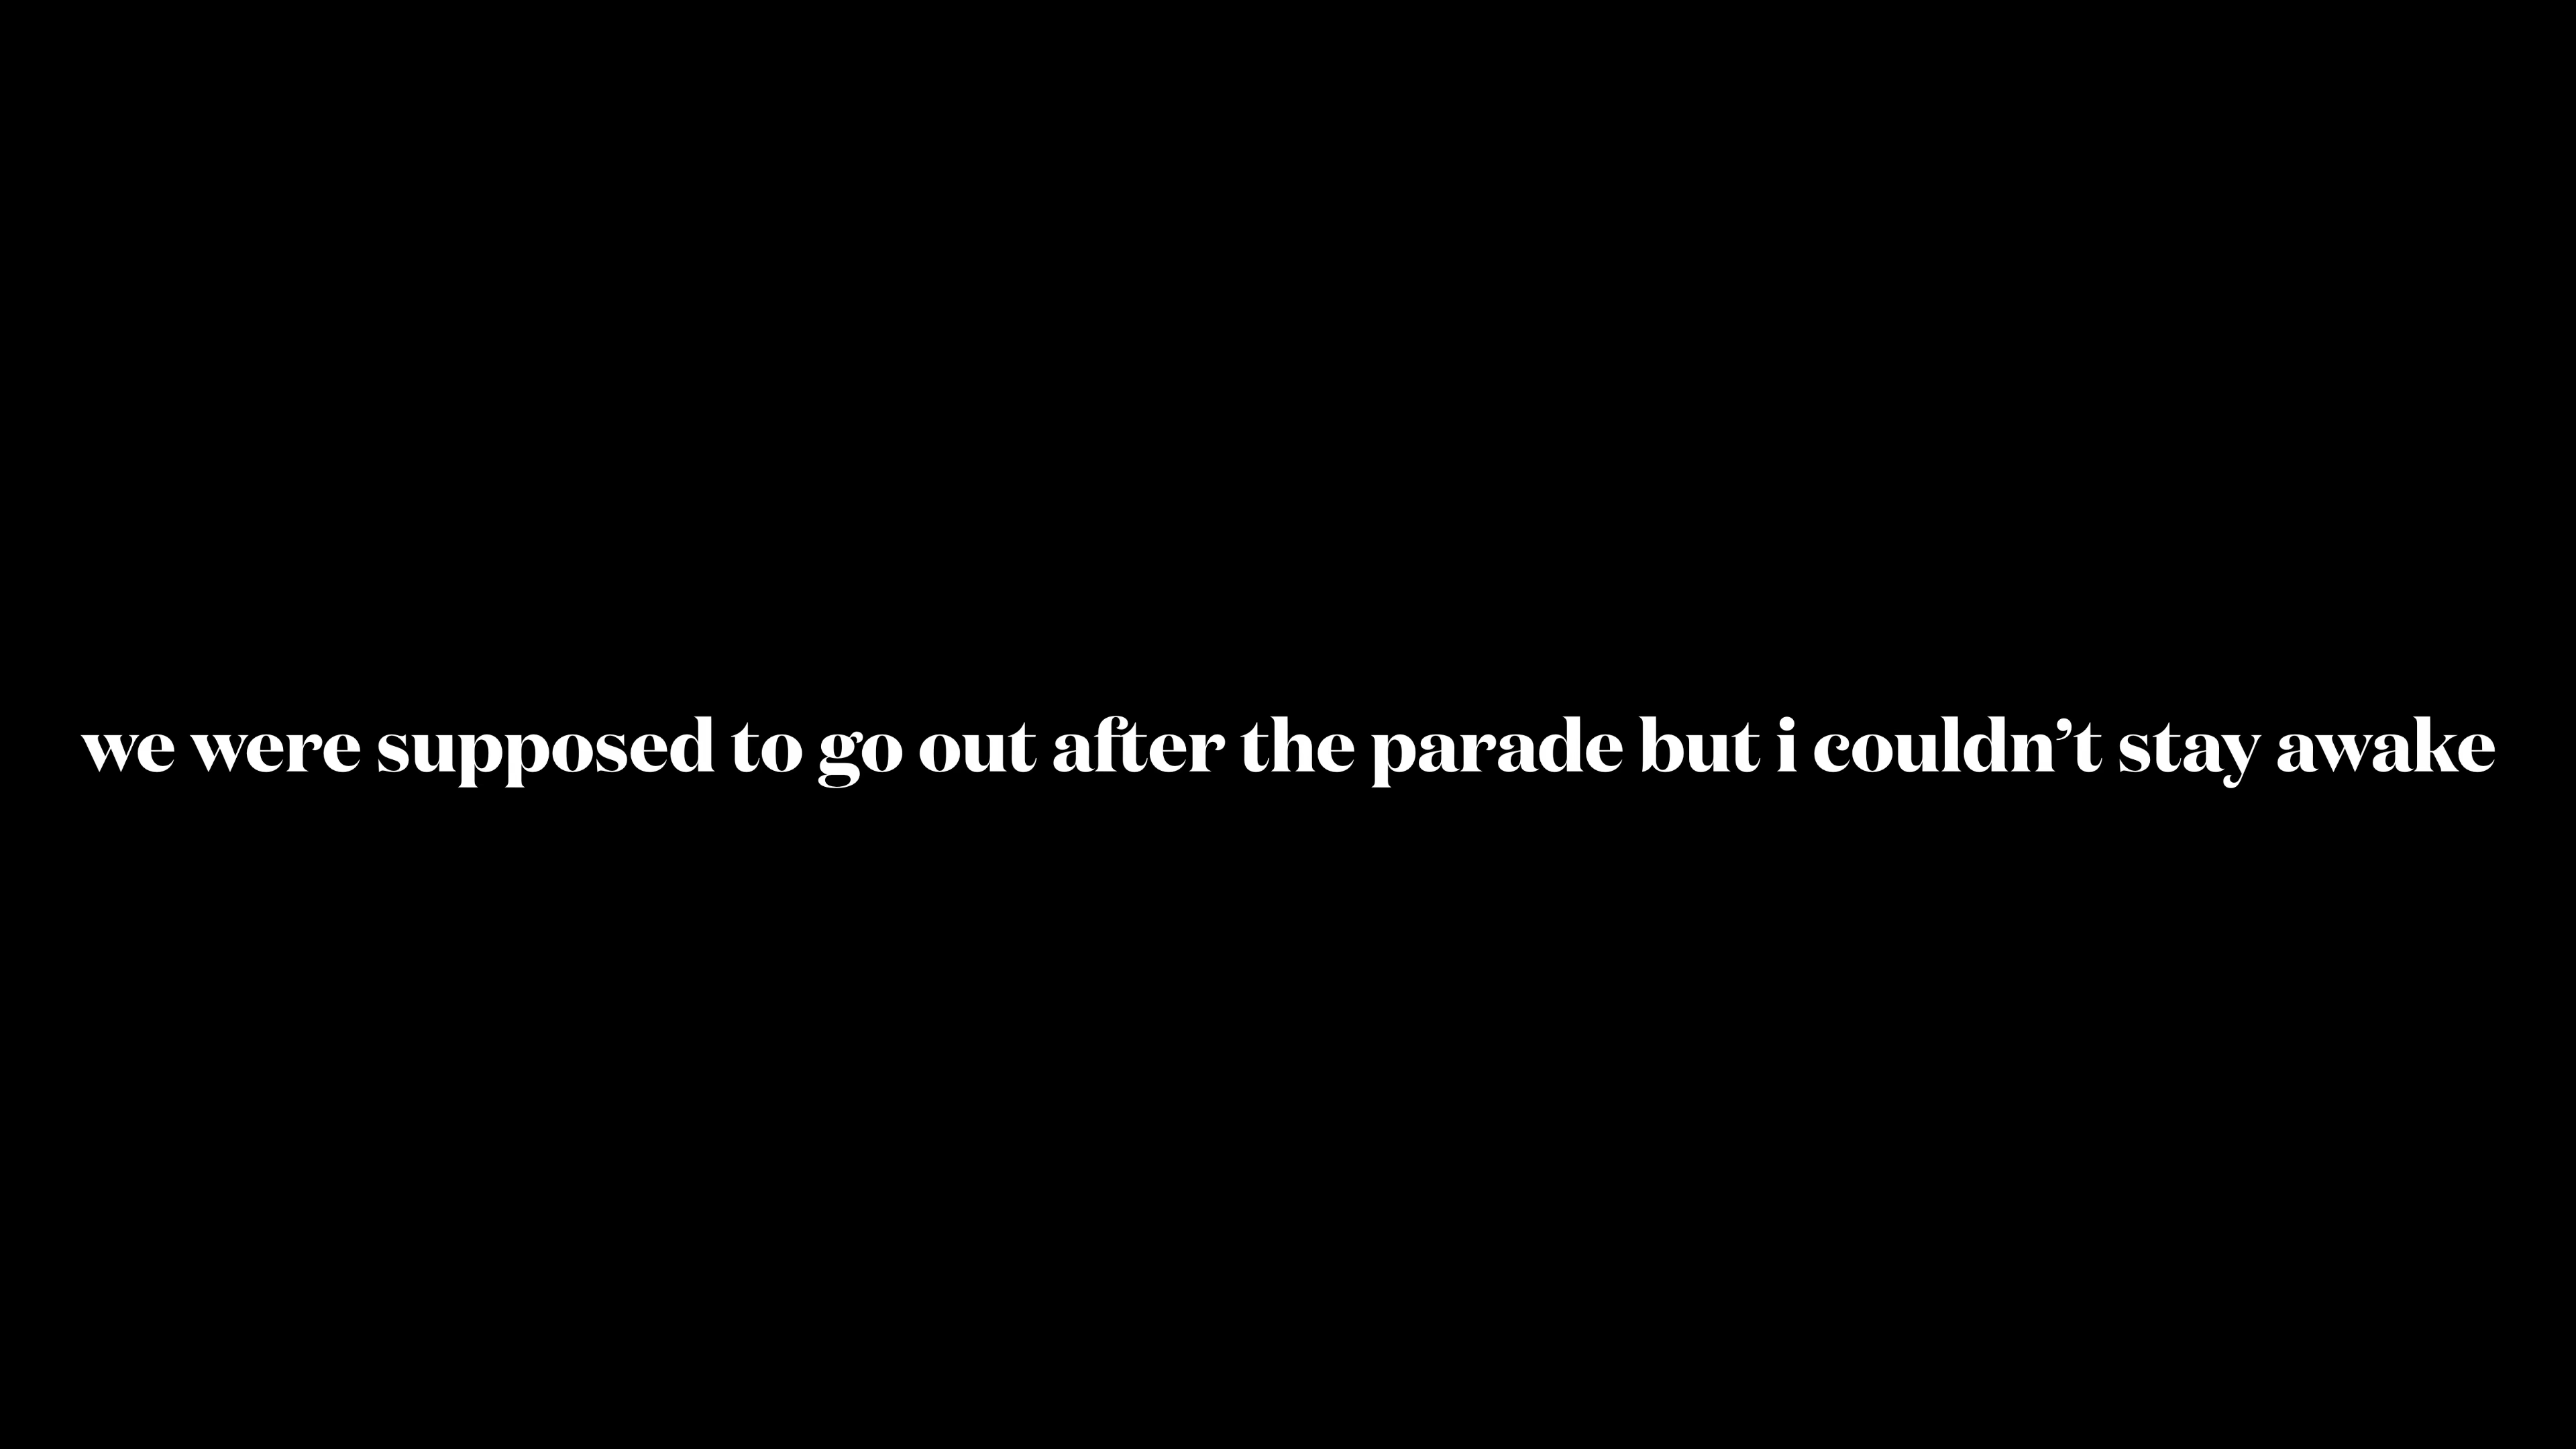 we were supposed to go out after the parade but i couldn’t stay awake